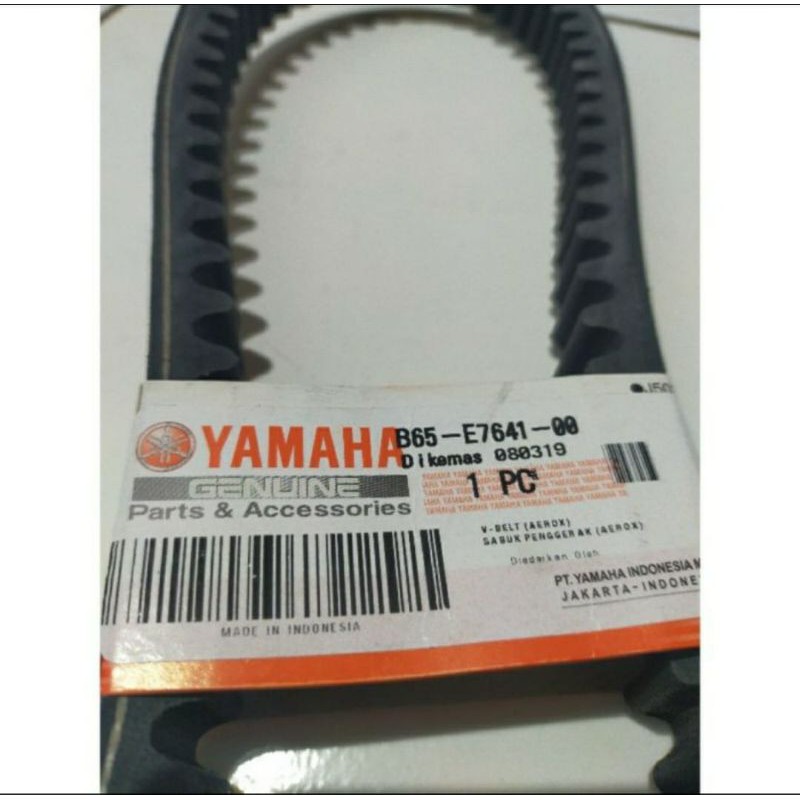 B65-E7641-00
YAMAHA
Dikemas 080319
GENUINE
1 PC
Parts & Accessories
V-BELT (AEROX)
SABUK PENGGERAK (AEROX)
Diedarkan Oleh
PT. YAMAHA INDONESIA M
JAKARTA-INDONE
MADE IN INDONESIA